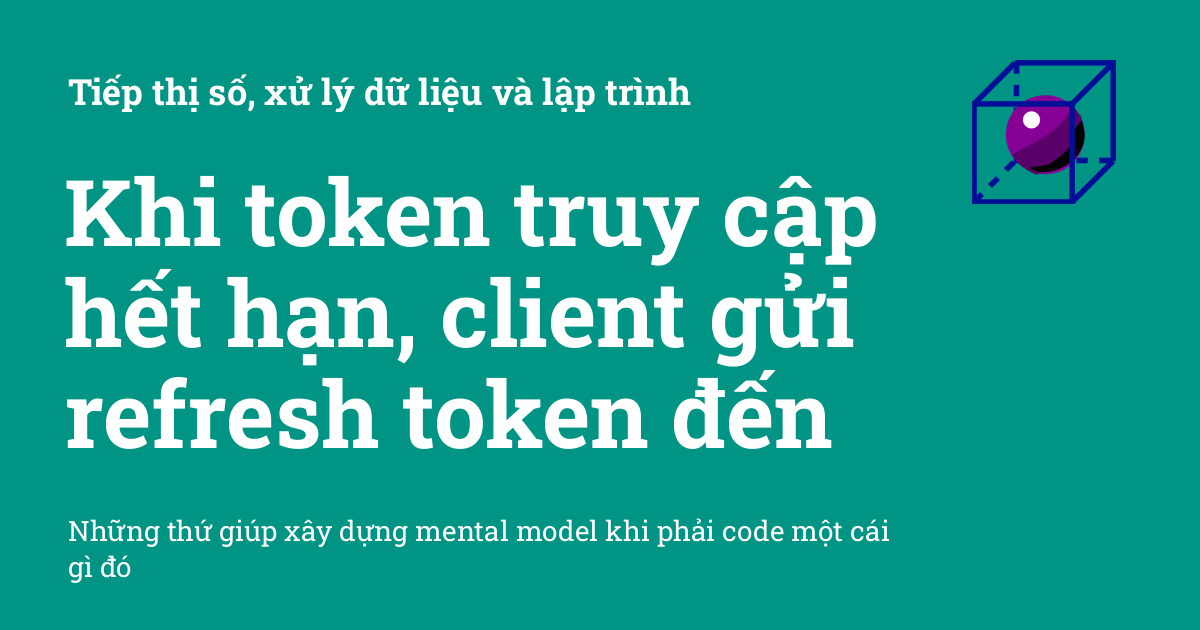 Tiếp thị số, xử lý dữ liệu và lập trình
Khi token truy cập
hết hạn, client gửi
refresh token đến
Những thứ giúp xây dựng mental model khi phải code một cái
gì đó